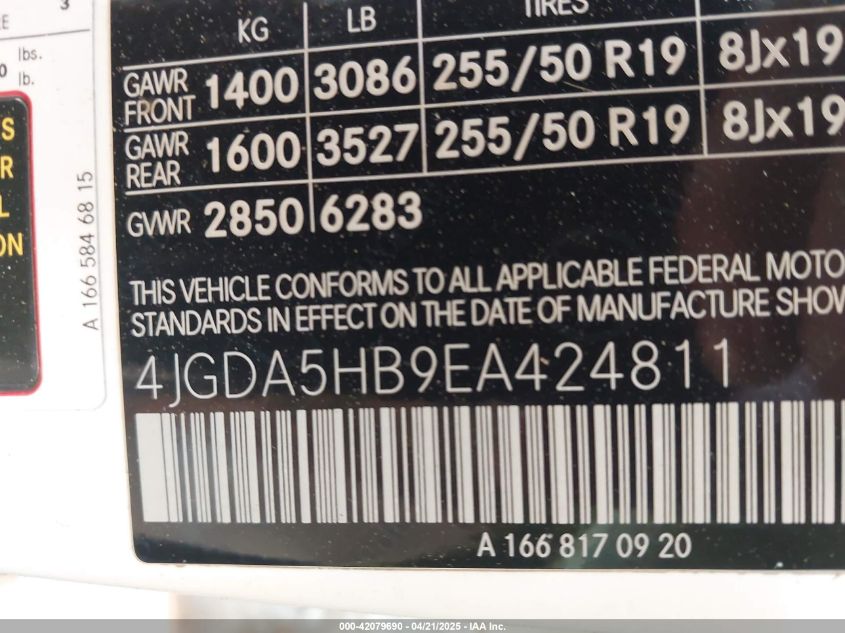 3
lbs.
lb.
S
R
L
ON
A 166 584 68 15
KG LB TIRES
GAWR FRONT 1400 3086 255/50 R19 8Jx19
GAWR REAR 1600 3527 255/50 R19 8Jx19
GVWR 2850 6283
THIS VEHICLE CONFORMS TO ALL APPLICABLE FEDERAL MOTO
STANDARDS IN EFFECT ON THE DATE OF MANUFACTURE SHOW
4JGDA5HB9EA424811
A 166 817 09 20
000-42079690 - 04/21/2025 - IAA Inc.